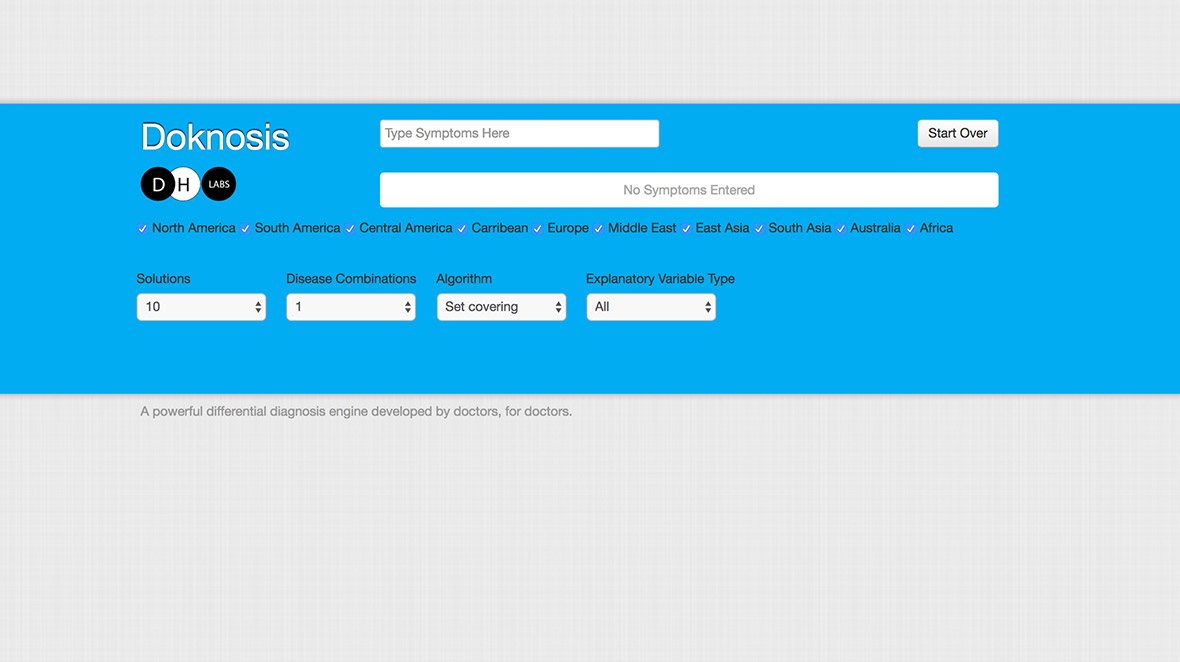 Doknosis
Type Symptoms Here
Start Over
D H LABS
No Symptoms Entered
North America South America Central America Carribean Europe Middle East East Asia South Asia Australia Africa
Solutions Disease Combinations Algorithm Explanatory Variable Type
10 1 Set covering All
A powerful differential diagnosis engine developed by doctors, for doctors.